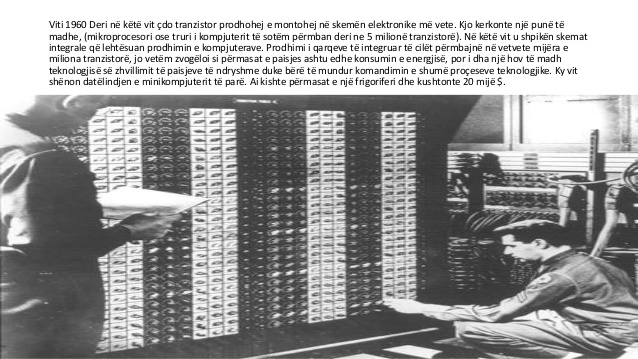 Viti 1960 Deri në këtë vit çdo tranzistor prodhohej e montohej në skemën elektronike më vete. Kjo kerkonte një punë të
madhe, (mikroprocesori ose truri i kompjuterit të sotëm përmban deri ne 5 milionë tranzistorë). Në këtë vit u shpikën skemat
integrale që lehtësuan prodhimin e kompjuterave. Prodhimi i qarqeve të integruar të cilët përmbajnë në vetvete mijëra e
miliona tranzistorë, jo vetëm zvogëloi si përmasat e paisjes ashtu edhe konsumin e energjisë, por i dha një hov të madh
teknologjisë së zhvillimit të paisjeve të ndryshme duke bërë të mundur komandimin e shumë proçeseve teknologjike. Ky vit
shënon datëlindjen e minikompjuterit të parë. Ai kishte përmasat e një frigoriferi dhe kushtonte 20 mijë $.